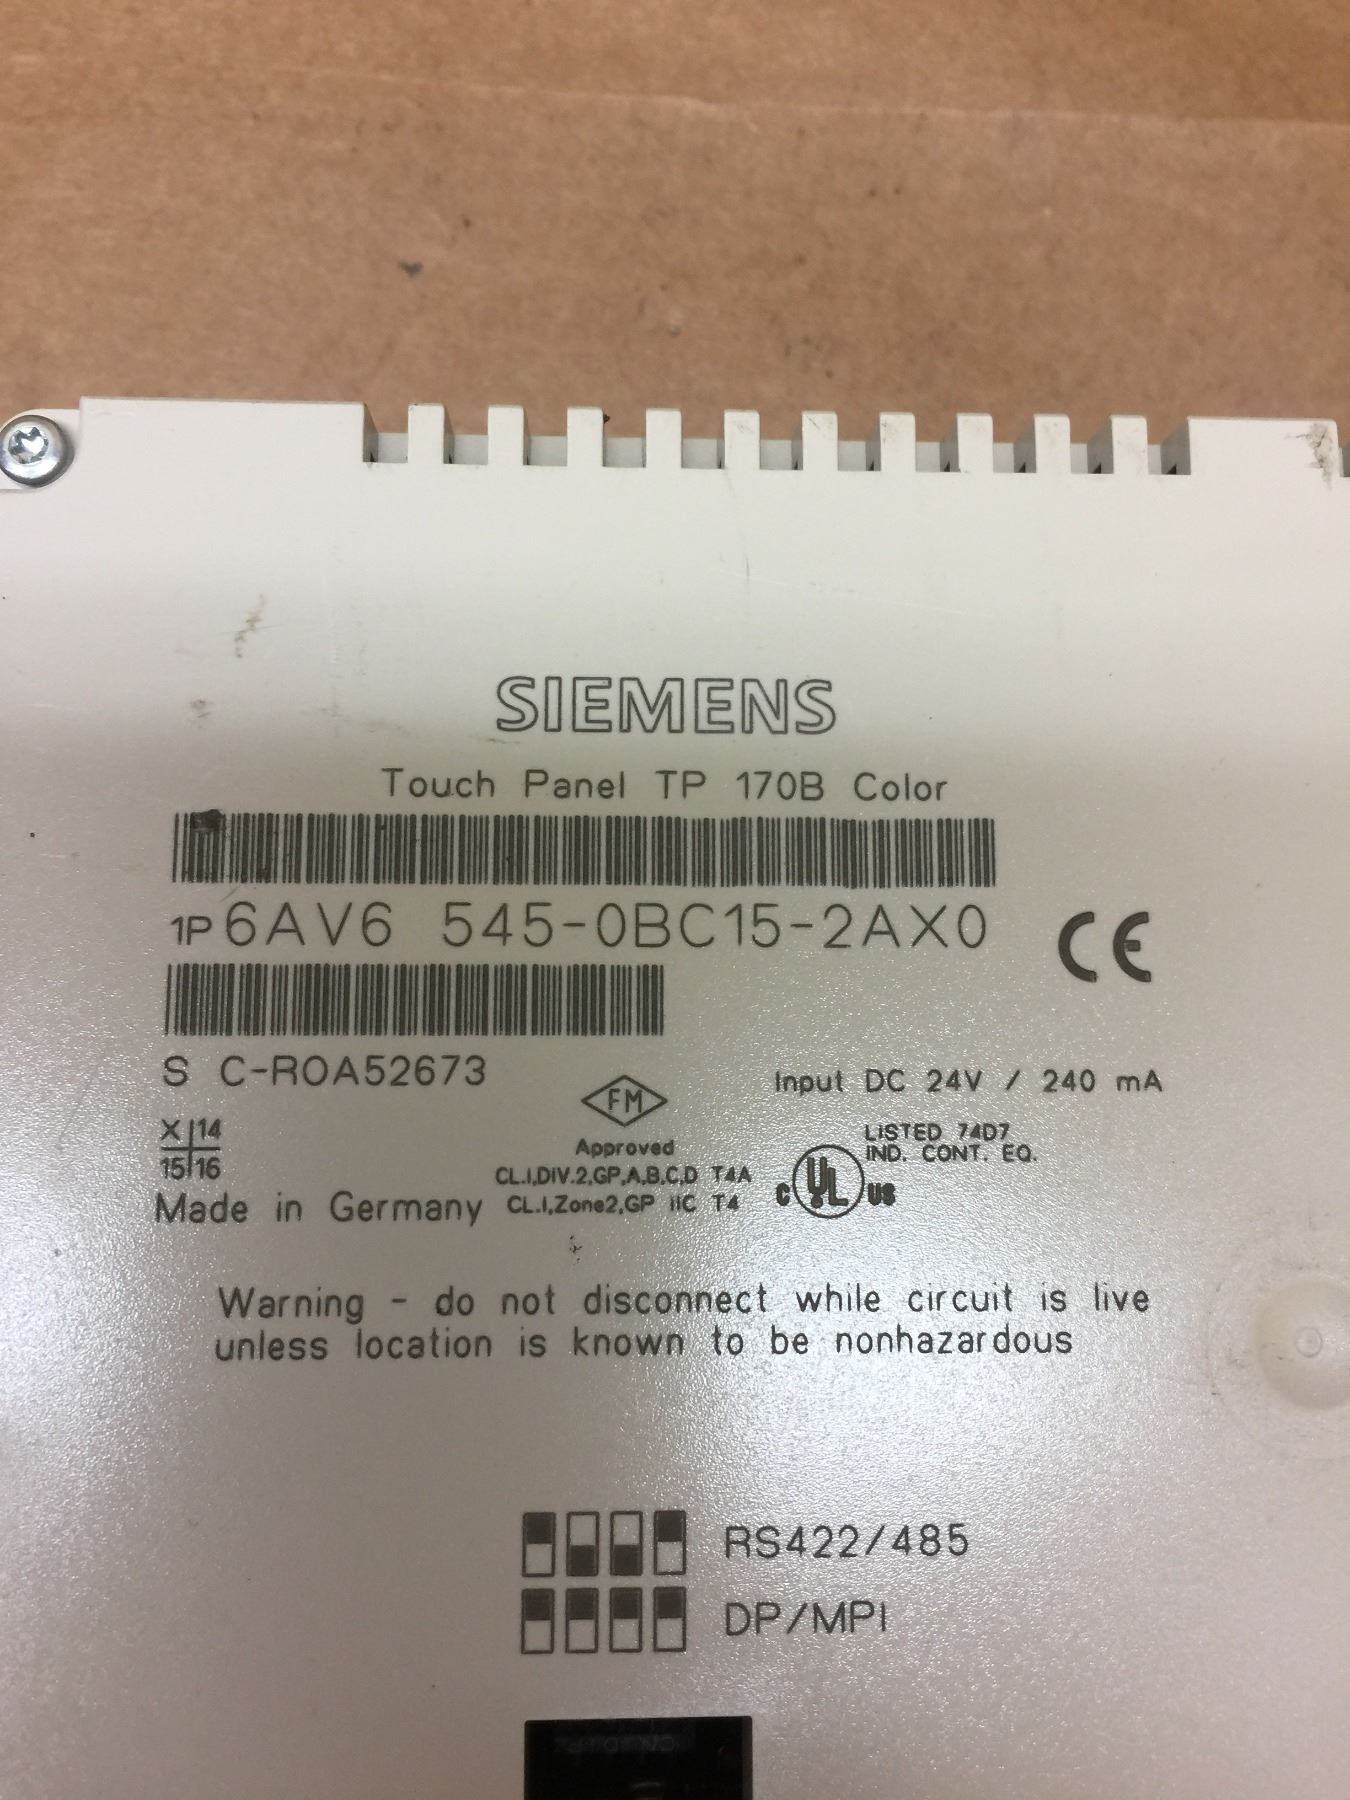 SIEMENS
Touch Panel TP 170B Color
1P 6AV6 545-0BC15-2AX0
CE
S C-R0A52673
Input DC 24V / 240 mA
X 14
15 16
FM
Approved
CL.I,DIV.2,GP,A,B,C,D T4A
CL.I,Zone2,GP IIC T4
C UL US
LISTED 74D7
IND. CONT. EQ.
Made in Germany
Warning - do not disconnect while circuit is live
unless location is known to be nonhazardous
RS422/485
DP/MPI